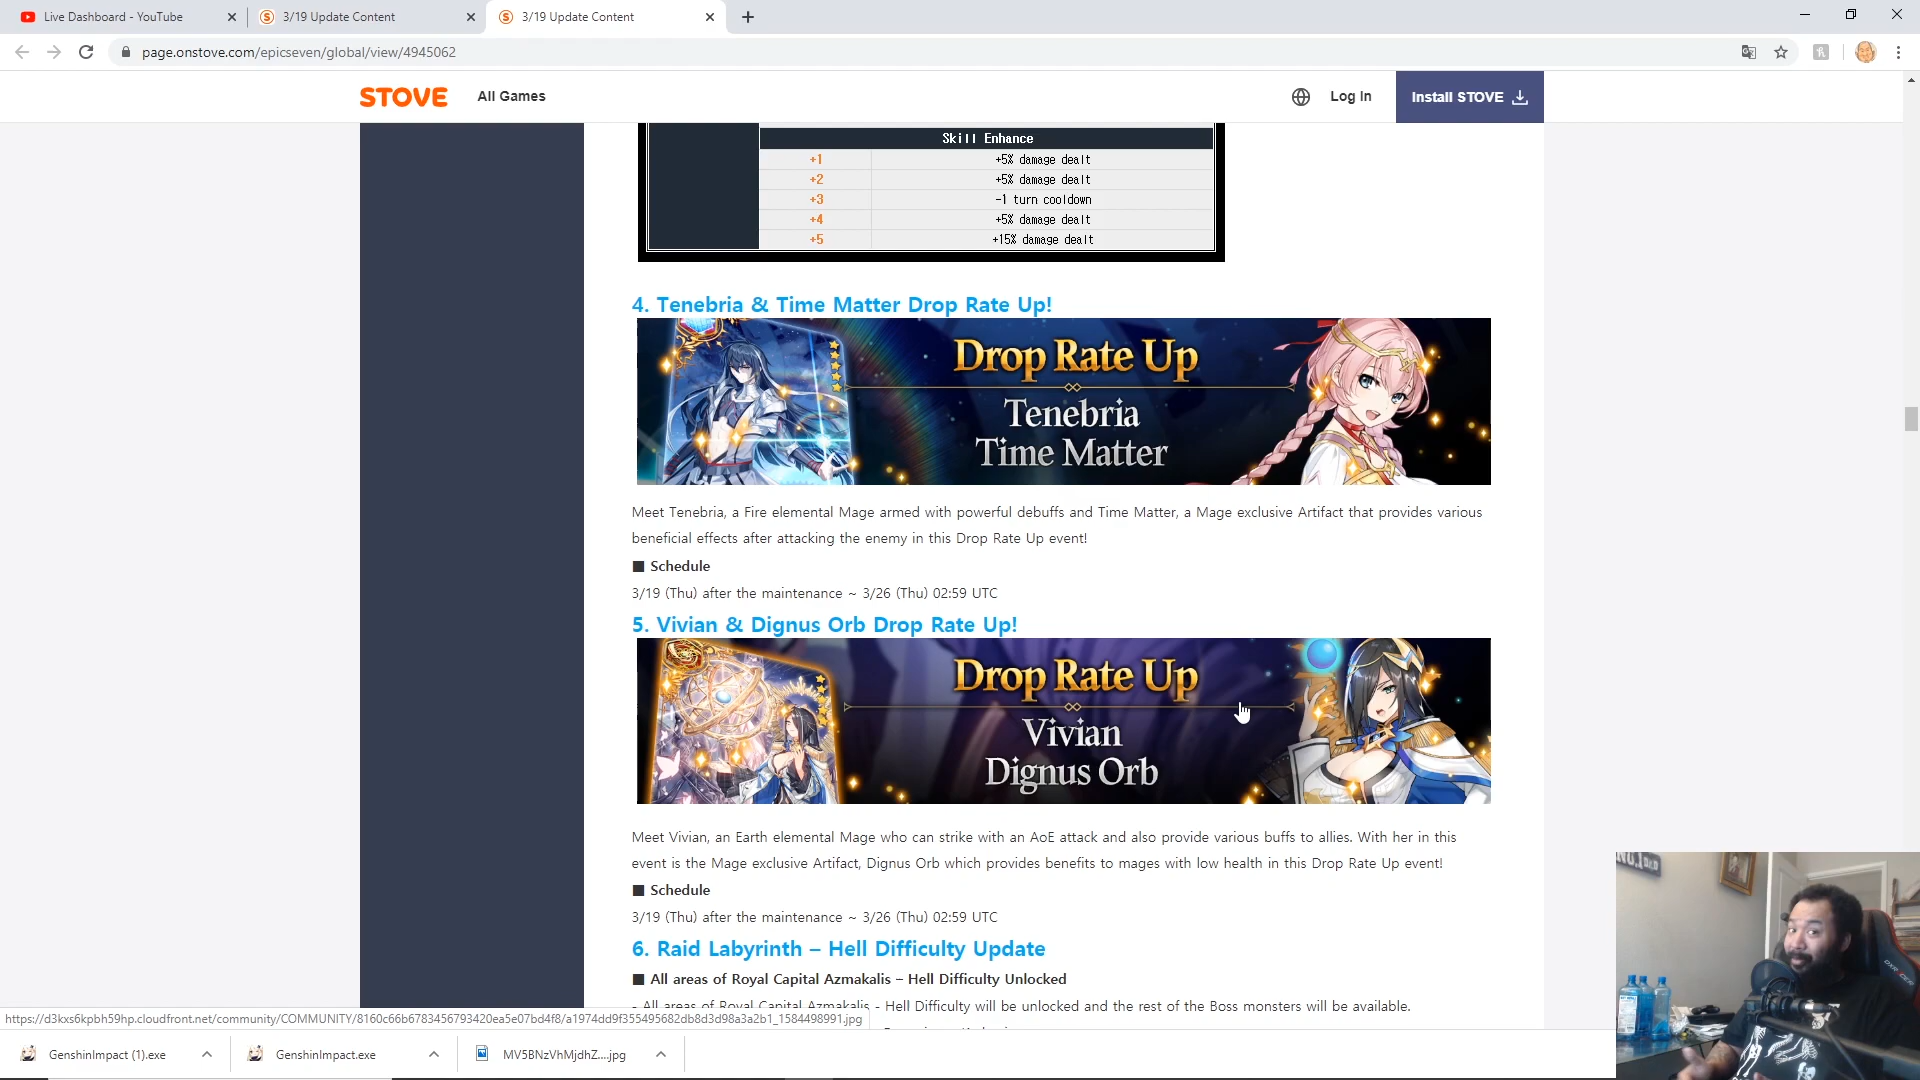 Live Dashboard - YouTube
3/19 Update Content
3/19 Update Content
page.onstove.com/epicseven/global/view/4945062
STOVE
All Games
Log In
Install STOVE
Skill Enhance
+1 +5% damage dealt
+2 +5% damage dealt
+3 -1 turn cooldown
+4 +5% damage dealt
+5 +15% damage dealt
4. Tenebria & Time Matter Drop Rate Up!
Drop Rate Up
Tenebria
Time Matter
Meet Tenebria, a Fire elemental Mage armed with powerful debuffs and Time Matter, a Mage exclusive Artifact that provides various
beneficial effects after attacking the enemy in this Drop Rate Up event!
■ Schedule
3/19 (Thu) after the maintenance ~ 3/26 (Thu) 02:59 UTC
5. Vivian & Dignus Orb Drop Rate Up!
Drop Rate Up
Vivian
Dignus Orb
Meet Vivian, an Earth elemental Mage who can strike with an AoE attack and also provide various buffs to allies. With her in this
event is the Mage exclusive Artifact, Dignus Orb which provides benefits to mages with low health in this Drop Rate Up event!
■ Schedule
3/19 (Thu) after the maintenance ~ 3/26 (Thu) 02:59 UTC
6. Raid Labyrinth – Hell Difficulty Update
■ All areas of Royal Capital Azmakalis – Hell Difficulty Unlocked
- All areas of Royal Capital Azmakalis - Hell Difficulty will be unlocked and the rest of the Boss monsters will be available.
https://d3kxs6kpbh59hp.cloudfront.net/community/COMMUNITY/8160c66b6783456793420ea5e07bd4f8/a1974dd9f355495682db8d3d98a3a2b1_1584498991.jpg
GenshinImpact (1).exe
GenshinImpact.exe
MV5BNzVhMjdhZ....jpg